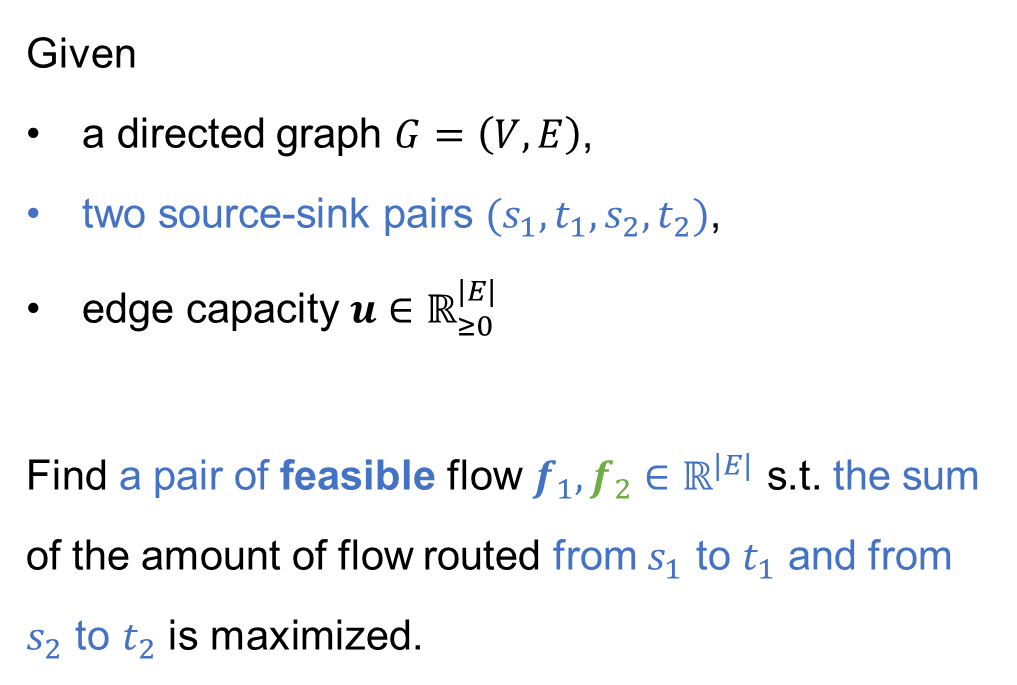 Given
• a directed graph 𝐺 = (𝑉, 𝐸),
• two source-sink pairs (𝑠₁, 𝑡₁, 𝑠₂, 𝑡₂),
• edge capacity 𝒖 ∈ ℝ_{≥0}^{|𝐸|}
Find a pair of feasible flow 𝒇₁, 𝒇₂ ∈ ℝ^{|𝐸|} s.t. the sum
of the amount of flow routed from 𝑠₁ to 𝑡₁ and from
𝑠₂ to 𝑡₂ is maximized.